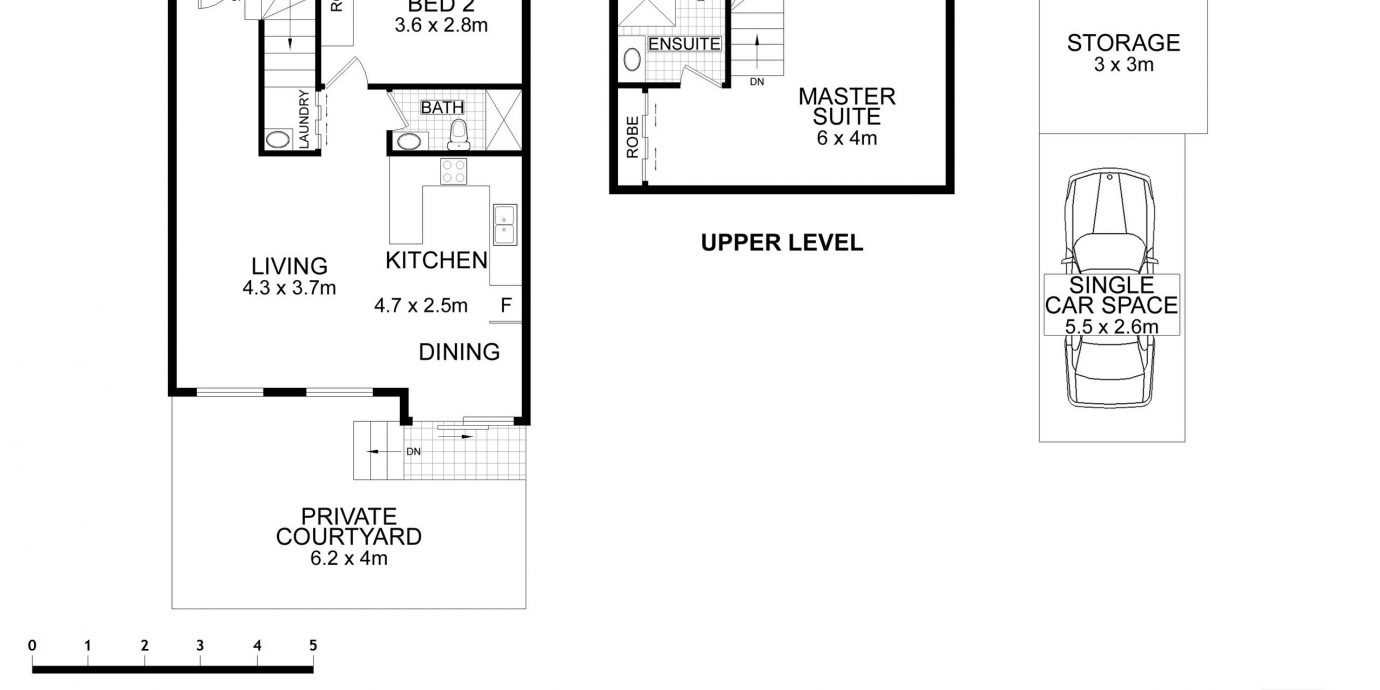 BED 2
3.6 x 2.8m
LAUNDRY
BATH
KITCHEN
4.7 x 2.5m
F
LIVING
4.3 x 3.7m
DINING
DN
PRIVATE
COURTYARD
6.2 x 4m
0 1 2 3 4 5
ENSUITE
DN
MASTER
SUITE
6 x 4m
ROBE
UPPER LEVEL
STORAGE
3 x 3m
SINGLE
CAR SPACE
5.5 x 2.6m